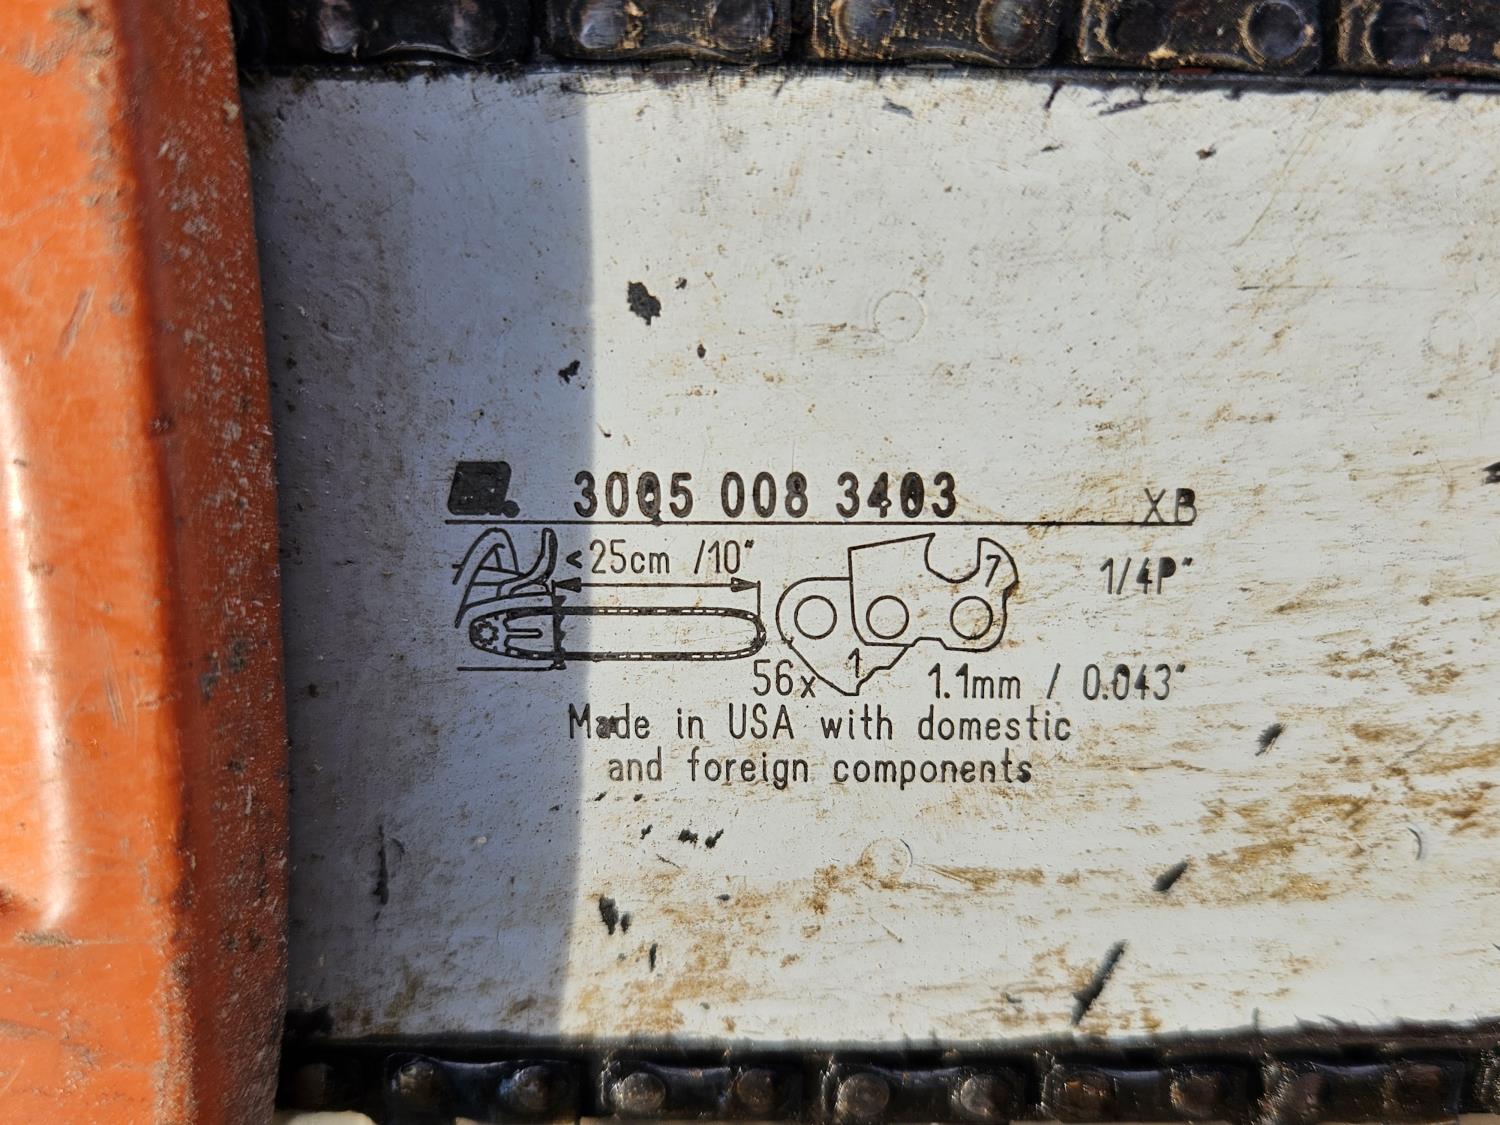 3005 008 3403 XB
<25cm /10"
7
1/4P"
1
56x 1.1mm / 0.043"
Made in USA with domestic
and foreign components